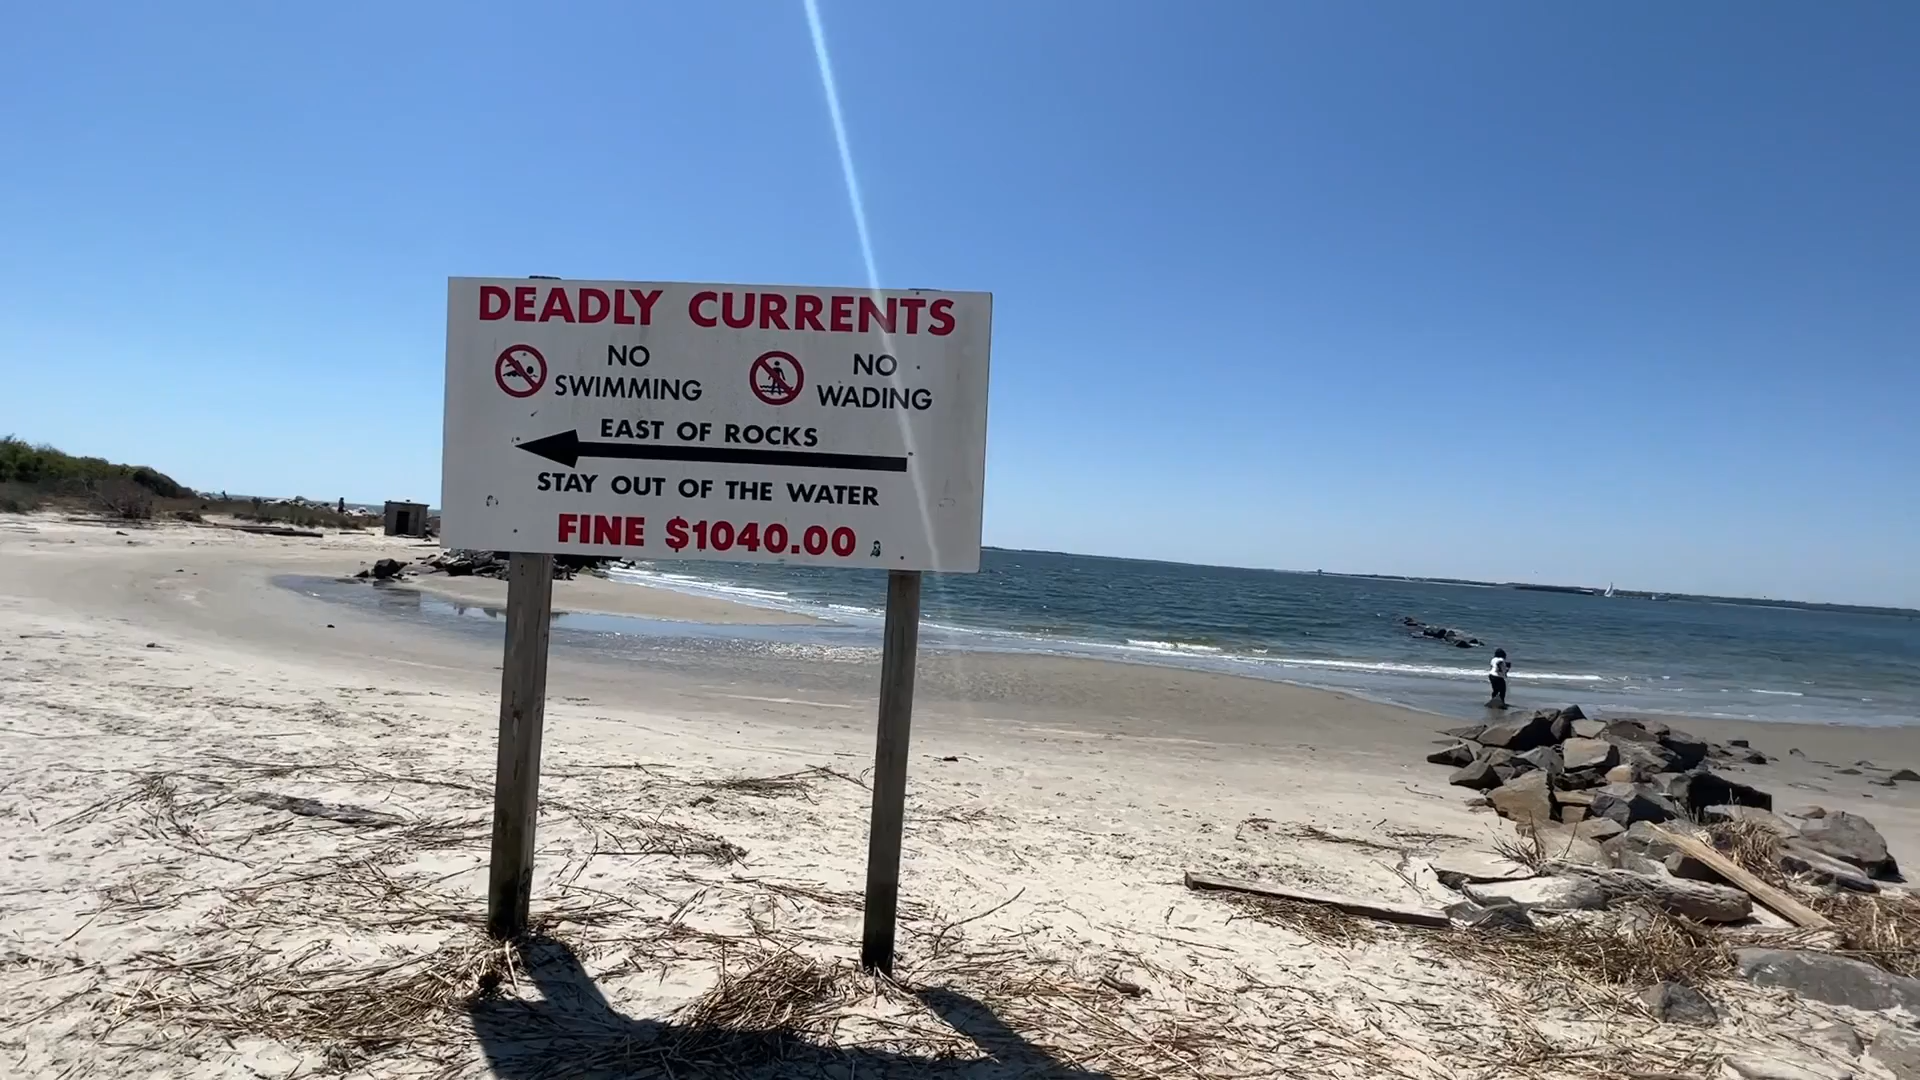 DEADLY CURRENTS
NO SWIMMING
NO WADING
EAST OF ROCKS
STAY OUT OF THE WATER
FINE $1040.00